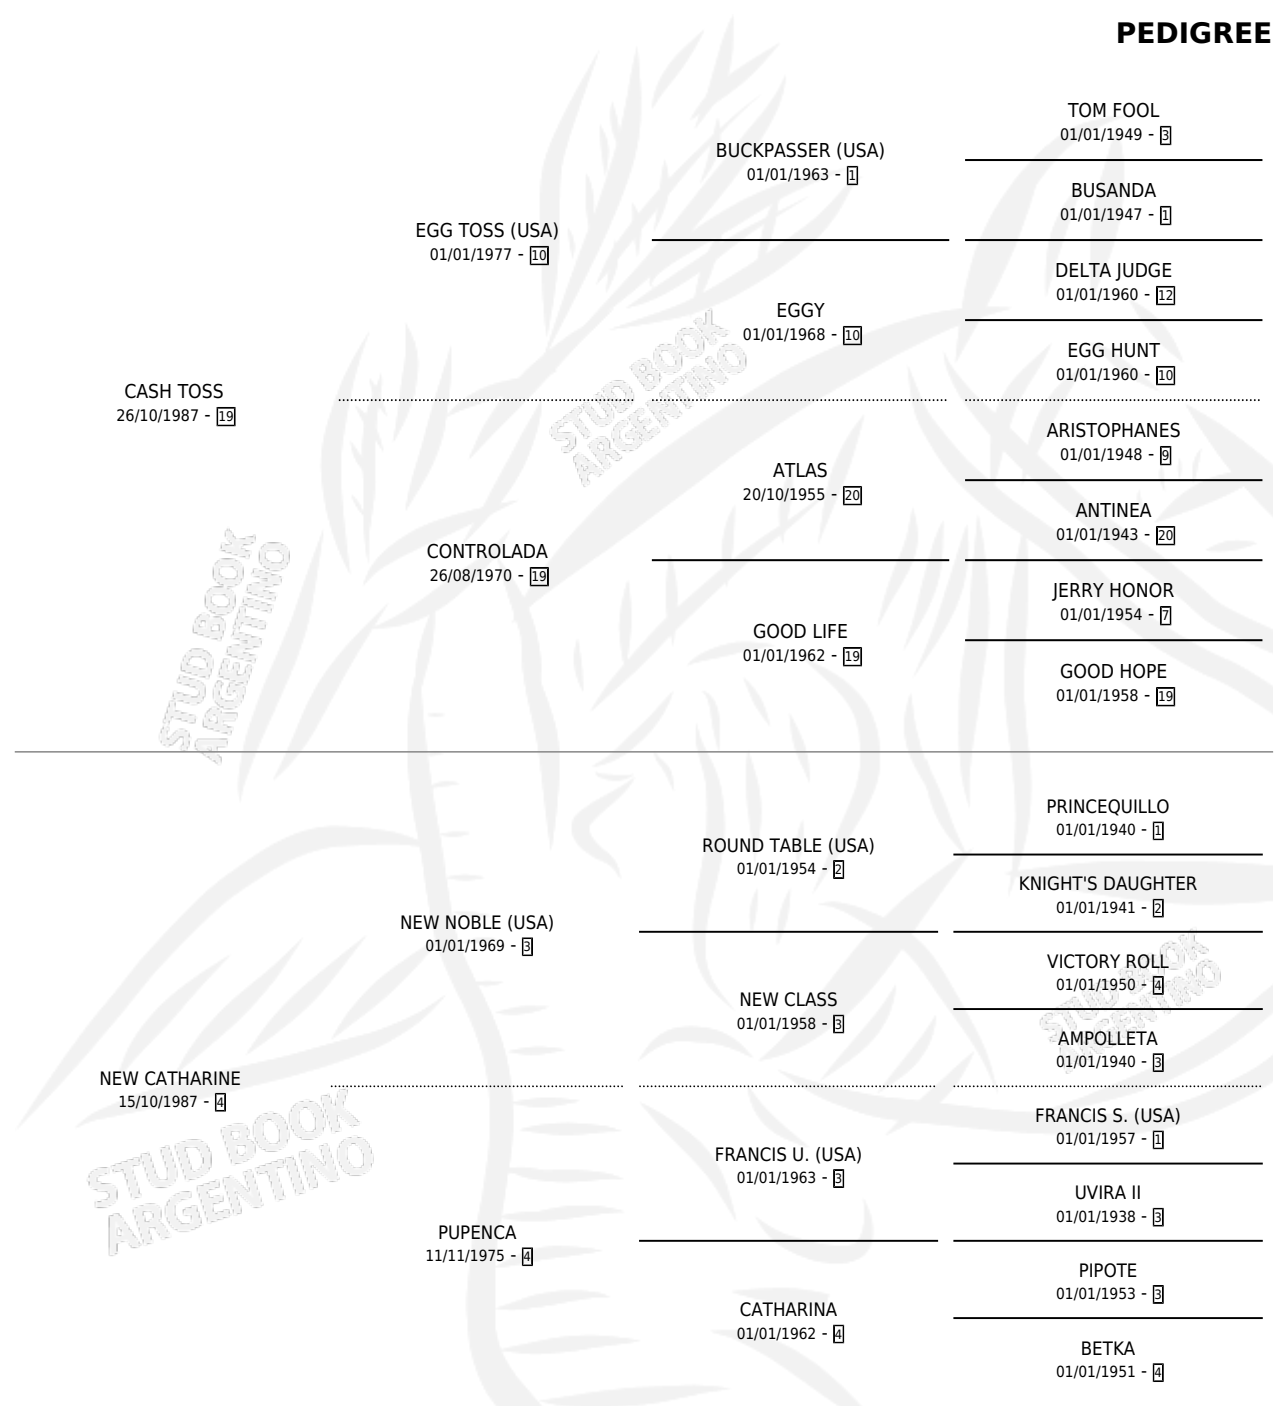 PEDIGREE
TOM FOOL
01/01/1949 - 3
BUCKPASSER (USA)
01/01/1963 - 1
BUSANDA
01/01/1947 - 1
EGG TOSS (USA)
01/01/1977 - 10
DELTA JUDGE
01/01/1960 - 12
EGGY
01/01/1968 - 10
EGG HUNT
01/01/1960 - 10
CASH TOSS
26/10/1987 - 19
ARISTOPHANES
01/01/1948 - 9
ATLAS
20/10/1955 - 20
ANTINEA
01/01/1943 - 20
CONTROLADA
26/08/1970 - 19
JERRY HONOR
01/01/1954 - 7
GOOD LIFE
01/01/1962 - 19
GOOD HOPE
01/01/1958 - 19
PRINCEQUILLO
01/01/1940 - 1
ROUND TABLE (USA)
01/01/1954 - 2
KNIGHT'S DAUGHTER
01/01/1941 - 2
NEW NOBLE (USA)
01/01/1969 - 3
VICTORY ROLL
01/01/1950 - 4
NEW CLASS
01/01/1958 - 3
AMPOLLETA
01/01/1940 - 3
NEW CATHARINE
15/10/1987 - 4
FRANCIS S. (USA)
01/01/1957 - 1
FRANCIS U. (USA)
01/01/1963 - 3
UVIRA II
01/01/1938 - 3
PUPENCA
11/11/1975 - 4
PIPOTE
01/01/1953 - 3
CATHARINA
01/01/1962 - 4
BETKA
01/01/1951 - 4
STUD BOOK
ARGENTINO
STUD BOOK
ARGENTINO
STUD BOOK
ARGENTINO
STUD BOOK
ARGENTINO